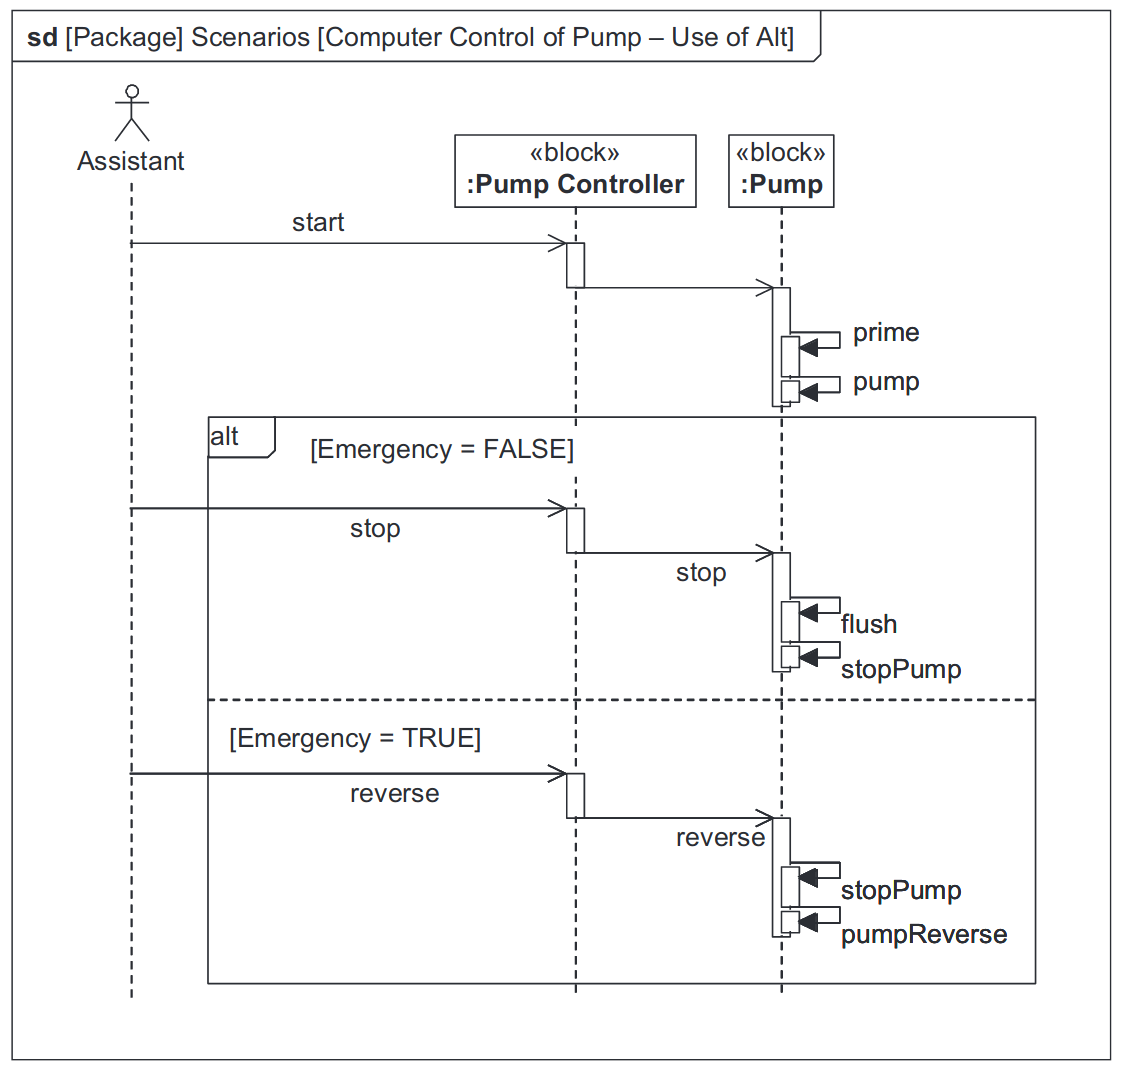 sd [Package] Scenarios [Computer Control of Pump – Use of Alt]
Assistant
«block»
:Pump Controller
«block»
:Pump
start
prime
pump
alt
[Emergency = FALSE]
stop
stop
flush
stopPump
[Emergency = TRUE]
reverse
reverse
stopPump
pumpReverse